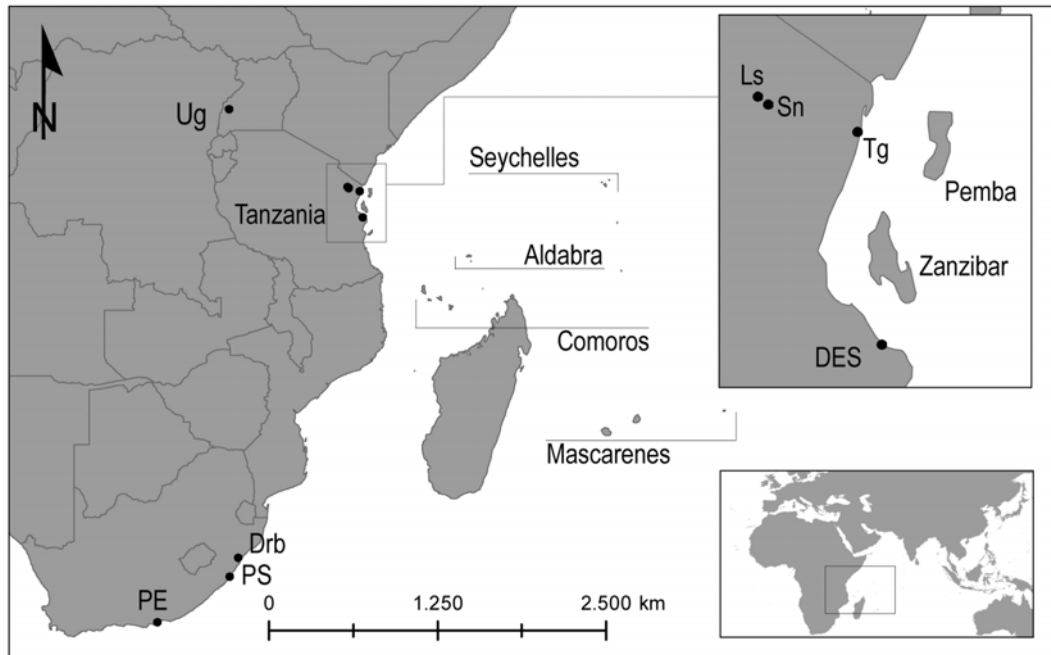 N
Ug
Tanzania
Seychelles
Aldabra
Comoros
Mascarenes
Drb
PS
PE
0 1.250 2.500 km
Ls
Sn
Tg
Pemba
Zanzibar
DES